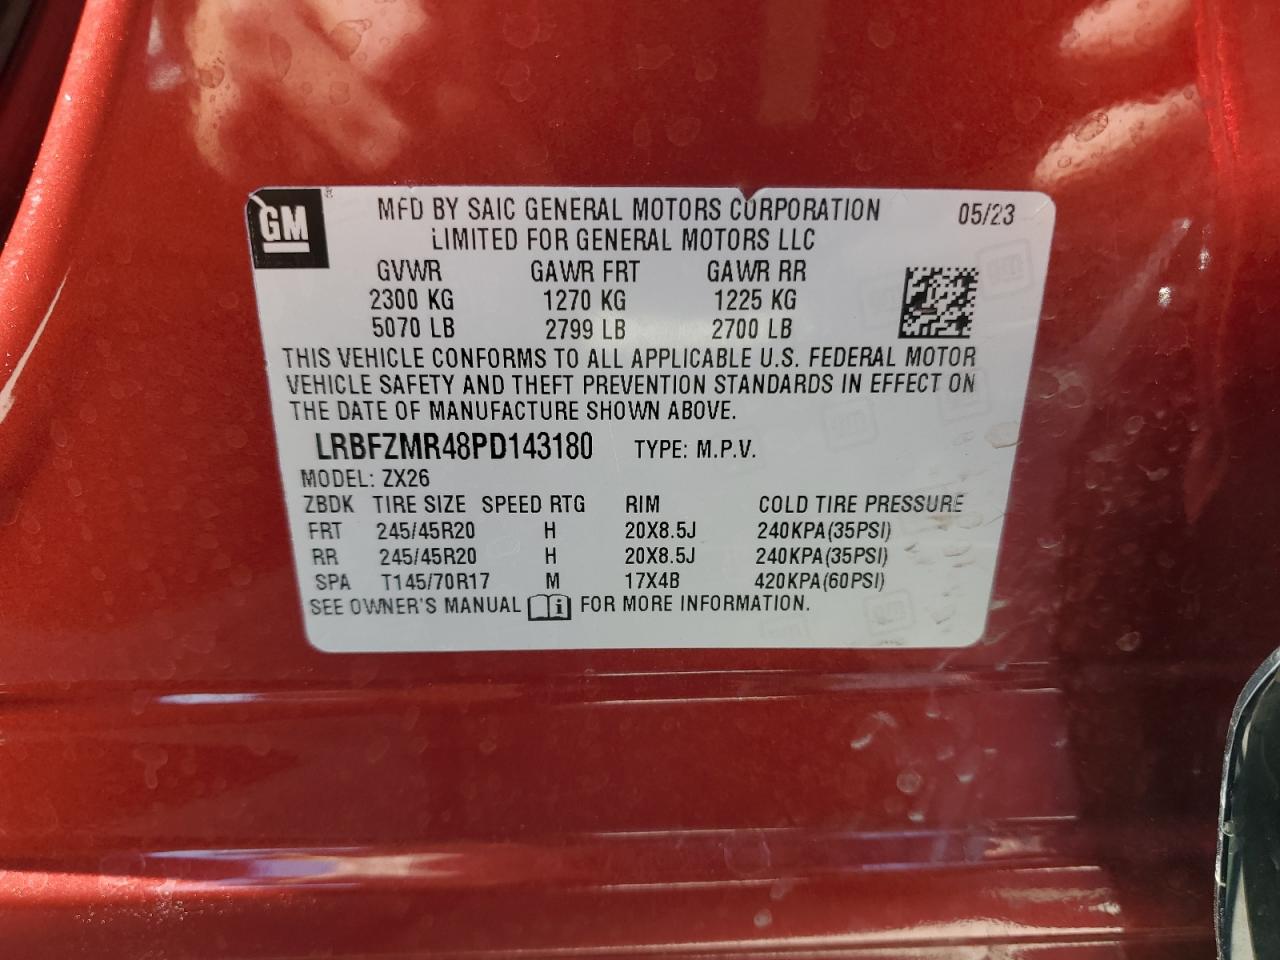 GM
MFD BY SAIC GENERAL MOTORS CORPORATION 05/23
LIMITED FOR GENERAL MOTORS LLC
GVWR GAWR FRT GAWR RR
2300 KG 1270 KG 1225 KG
5070 LB 2799 LB 2700 LB
THIS VEHICLE CONFORMS TO ALL APPLICABLE U.S. FEDERAL MOTOR
VEHICLE SAFETY AND THEFT PREVENTION STANDARDS IN EFFECT ON
THE DATE OF MANUFACTURE SHOWN ABOVE.
LRBFZMR48PD143180 TYPE: M.P.V.
MODEL: ZX26
ZBDK TIRE SIZE SPEED RTG RIM COLD TIRE PRESSURE
FRT 245/45R20 H 20X8.5J 240KPA(35PSI)
RR 245/45R20 H 20X8.5J 240KPA(35PSI)
SPA T145/70R17 M 17X4B 420KPA(60PSI)
SEE OWNER'S MANUAL i FOR MORE INFORMATION.